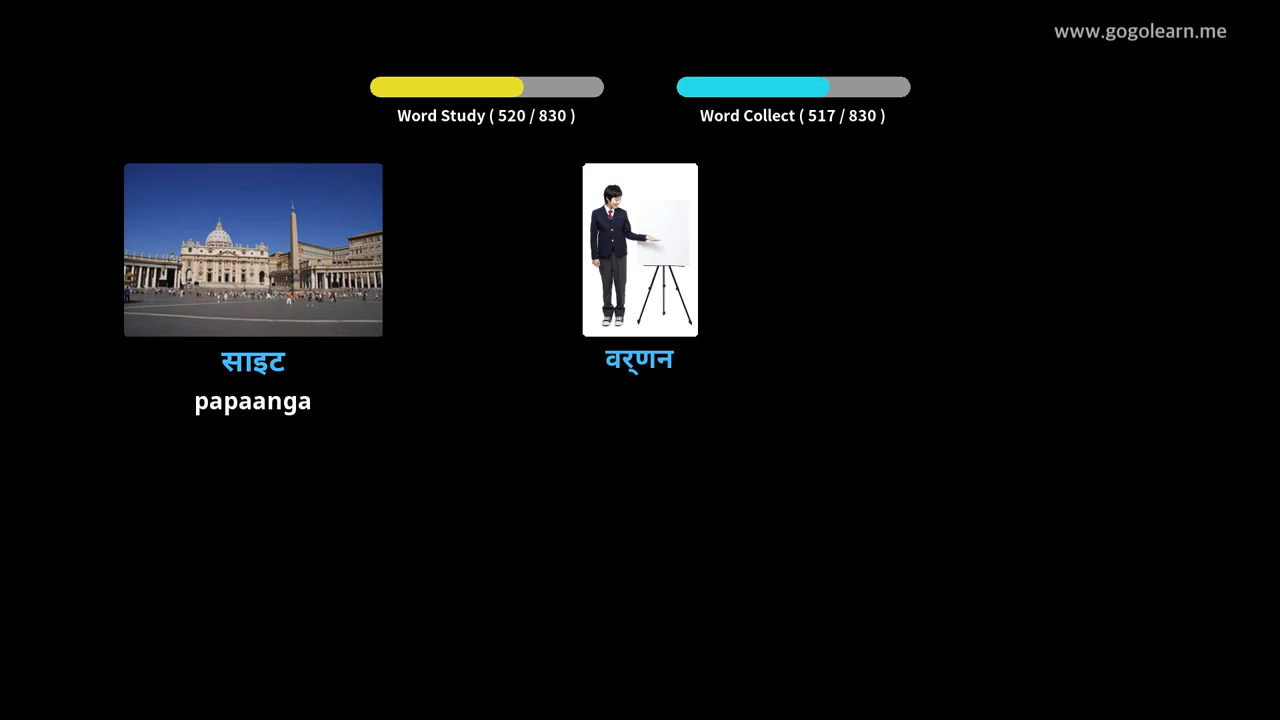 www.gogolearn.me
Word Study ( 520 / 830 )
Word Collect ( 517 / 830 )
साइट
papaanga
वर्‌णन